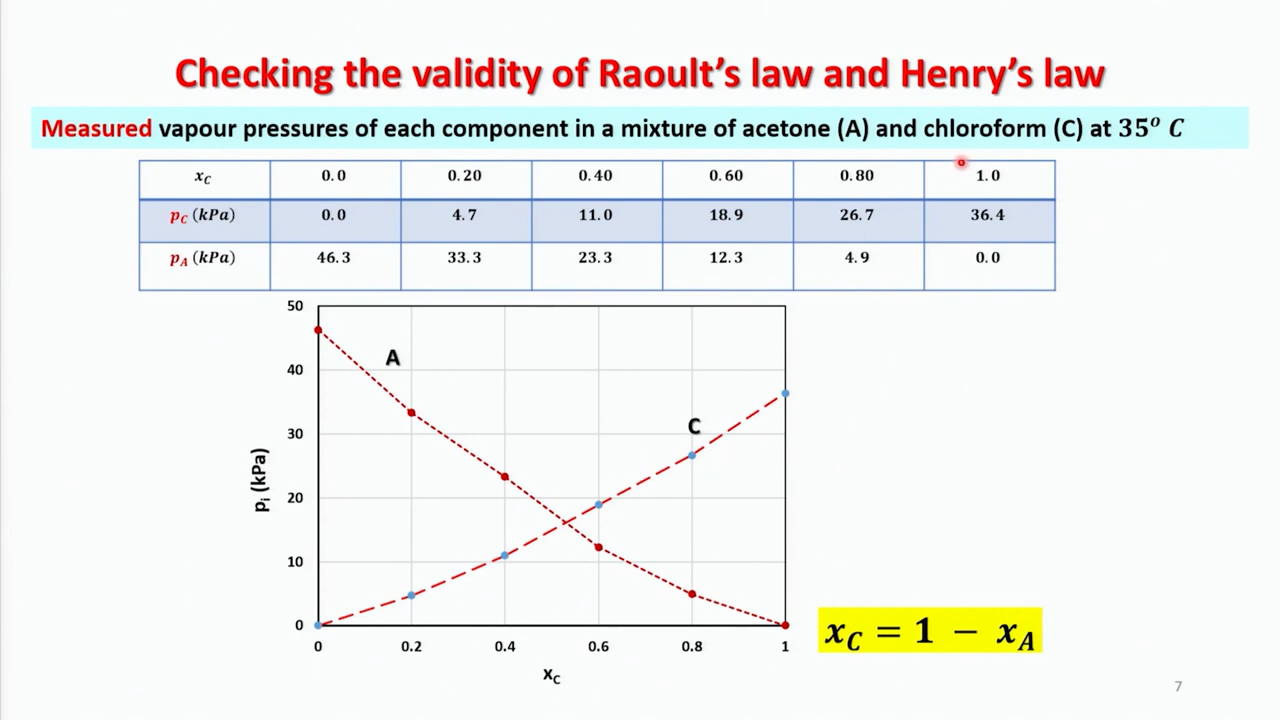 Checking the validity of Raoult's law and Henry's law
Measured vapour pressures of each component in a mixture of acetone (A) and chloroform (C) at 35° C
x_C 0.0 0.20 0.40 0.60 0.80 1.0
p_C (kPa) 0.0 4.7 11.0 18.9 26.7 36.4
p_A (kPa) 46.3 33.3 23.3 12.3 4.9 0.0
50
40
30
20
10
0
p_i (kPa)
A
C
0 0.2 0.4 0.6 0.8 1
x_C
x_C = 1 − x_A
7